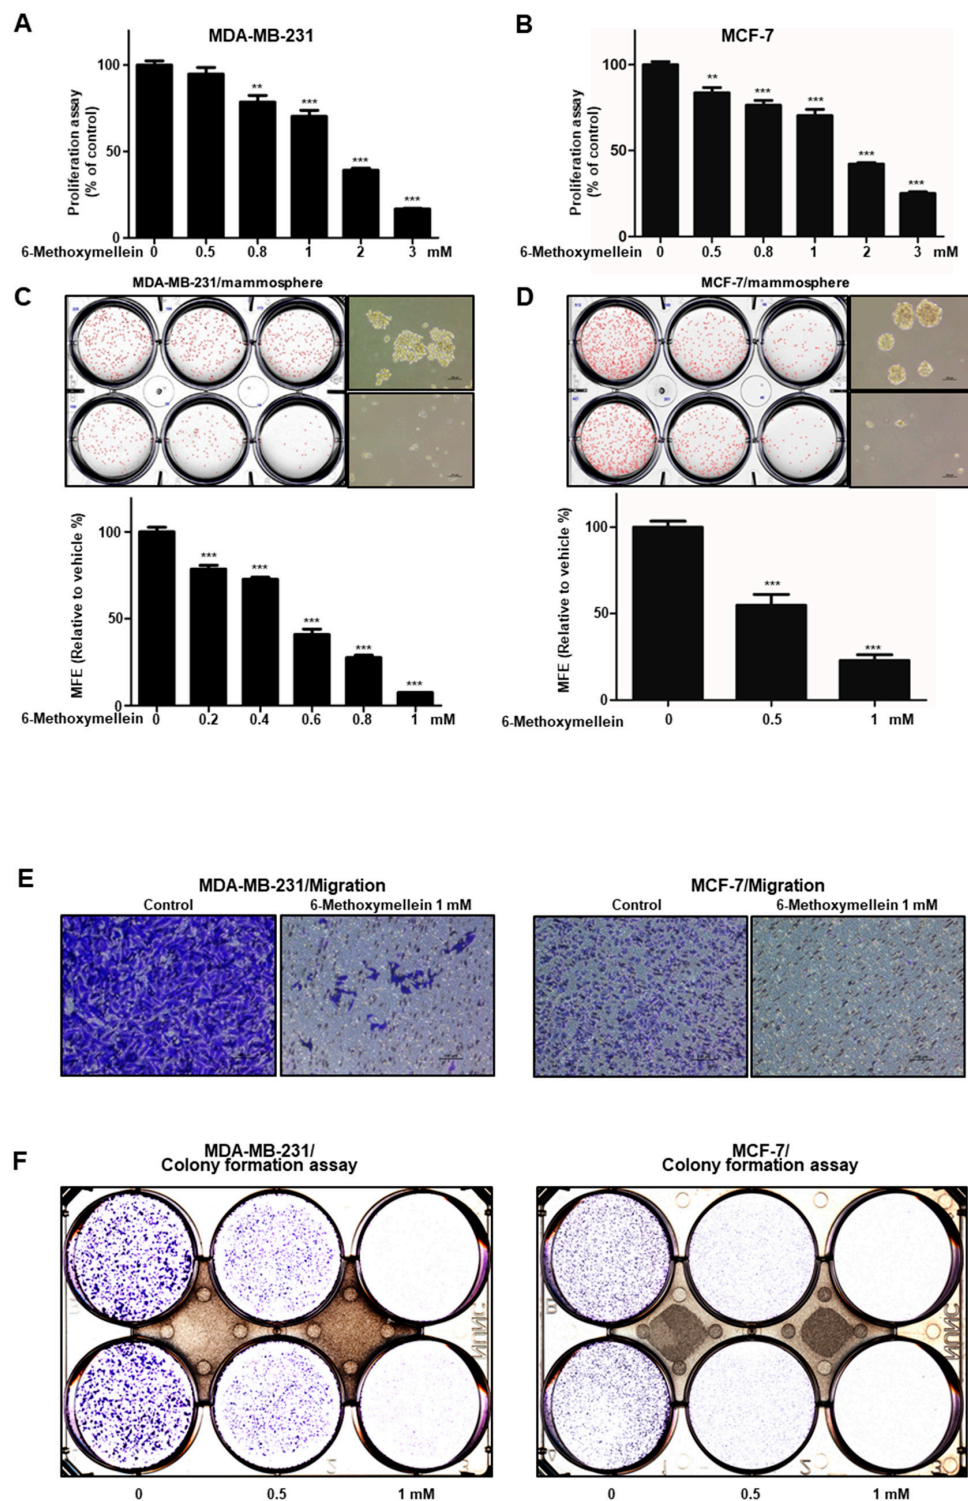 A
MDA-MB-231
Proliferation assay
(% of control)
100
50
0
**
***
***
***
6-Methoxymellein 0 0.5 0.8 1 2 3 mM
B
MCF-7
Proliferation assay
(% of control)
100
50
0
**
***
***
***
***
6-Methoxymellein 0 0.5 0.8 1 2 3 mM
C
MDA-MB-231/mammosphere
MFE (Relative to vehicle %)
100
50
0
***
***
***
***
***
6-Methoxymellein 0 0.2 0.4 0.6 0.8 1 mM
D
MCF-7/mammosphere
MFE (Relative to vehicle %)
100
50
0
***
***
6-Methoxymellein 0 0.5 1 mM
E
MDA-MB-231/Migration
Control 6-Methoxymellein 1 mM
MCF-7/Migration
Control 6-Methoxymellein 1 mM
F
MDA-MB-231/
Colony formation assay
0 0.5 1 mM
MCF-7/
Colony formation assay
0 0.5 1 mM